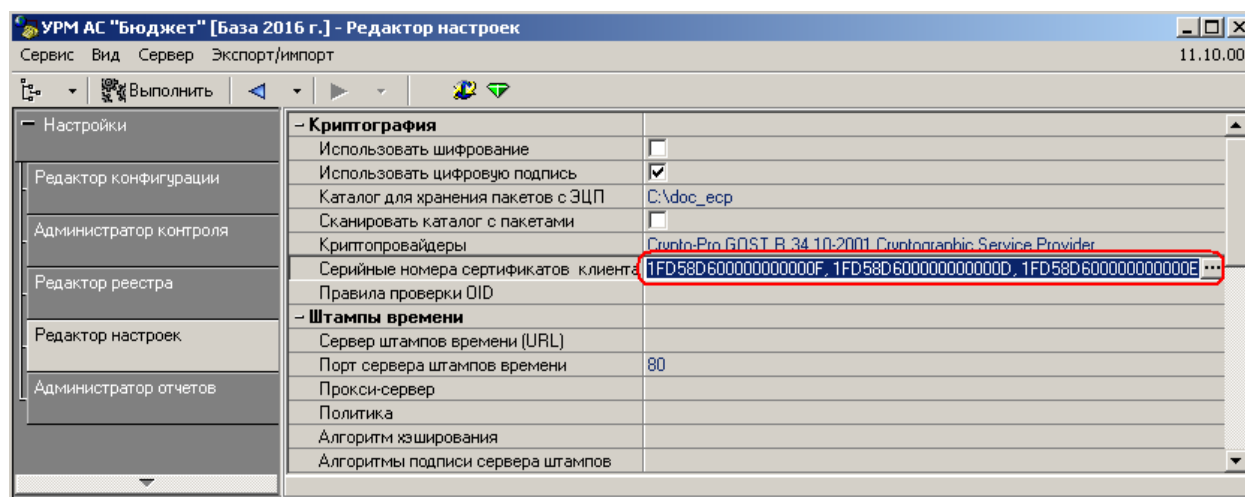 УРМ АС "Бюджет" [База 2016 г.] - Редактор настроек
Сервис Вид Сервер Экспорт/импорт 11.10.00
Выполнить
Настройки
Редактор конфигурации
Администратор контроля
Редактор реестра
Редактор настроек
Администратор отчетов
Криптография
Использовать шифрование
Использовать цифровую подпись
Каталог для хранения пакетов с ЭЦП C:\doc_ecp
Сканировать каталог с пакетами
Криптопровайдеры Crypto-Pro GOST R 34.10-2001 Cryptographic Service Provider
Серийные номера сертификатов клиента 1FD58D600000000000F, 1FD58D600000000000D, 1FD58D600000000000E ...
Правила проверки OID
Штампы времени
Сервер штампов времени (URL)
Порт сервера штампов времени 80
Прокси-сервер
Политика
Алгоритм хэширования
Алгоритмы подписи сервера штампов